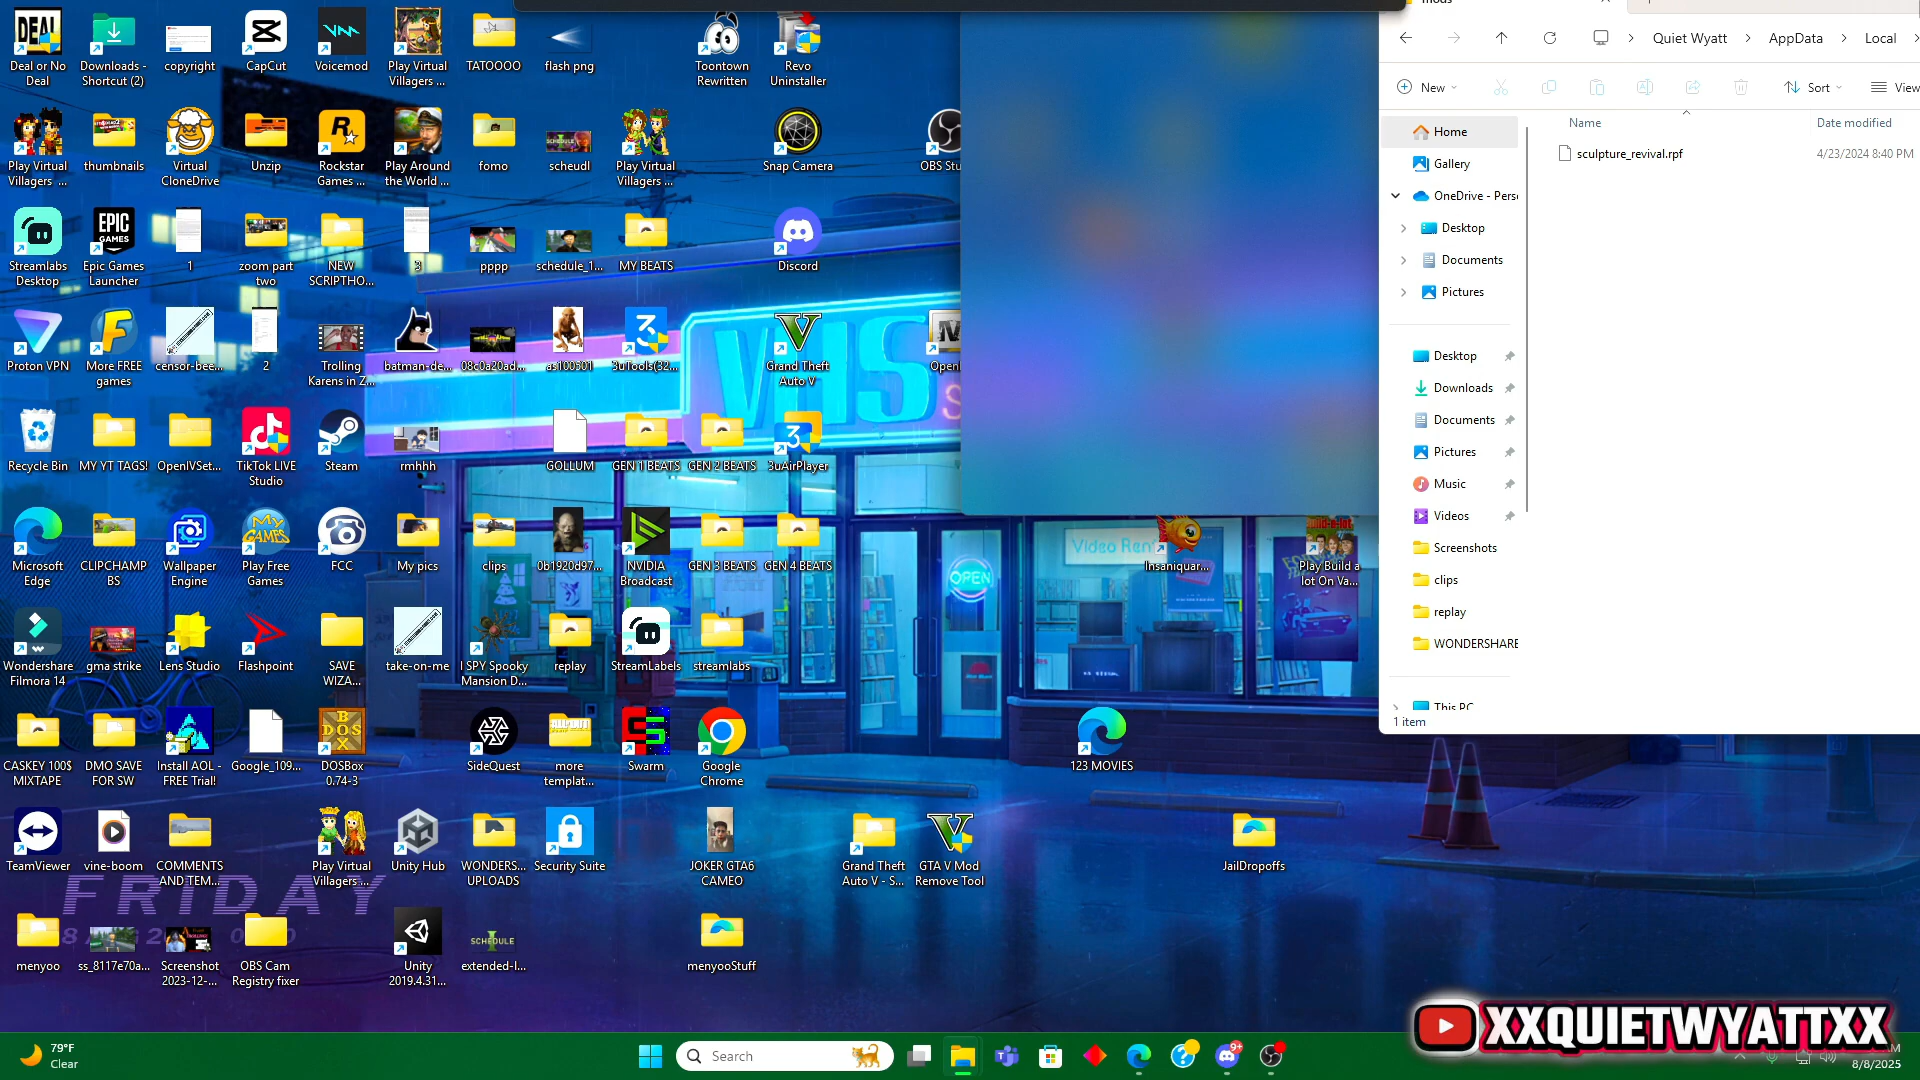 Deal or No
Deal
Downloads -
Shortcut (2)
copyright
CapCut
Voicemod
Play Virtual
Villagers ...
TATOOOO
flash png
Toontown
Rewritten
Revo
Uninstaller
Play Virtual
Villagers ...
thumbnails
Virtual
CloneDrive
Unzip
Rockstar
Games ...
Play Around
the World ...
fomo
scheudl
Play Virtual
Villagers ...
Snap Camera
OBS Stu
Streamlabs
Desktop
Epic Games
Launcher
1
zoom part
two
NEW
SCRIPTHO...
3
pppp
schedule_1...
MY BEATS
Discord
Proton VPN
More FREE
games
censor-bee...
2
Trolling
Karens in Z...
batman-de...
08c0a20ad...
as100501
3uTools(32...
Grand Theft
Auto V
OpenI
Recycle Bin
MY YT TAGS!
OpenIVSet...
TikTok LIVE
Studio
Steam
rmhhh
GOLLUM
GEN 1 BEATS
GEN 2 BEATS
3uAirPlayer
Microsoft
Edge
CLIPCHAMP
BS
Wallpaper
Engine
Play Free
Games
FCC
My pics
clips
0b1920d97...
NVIDIA
Broadcast
GEN 3 BEATS
GEN 4 BEATS
Insaniquar...
Play Build a
lot On Va...
Wondershare
Filmora 14
gma strike
Lens Studio
Flashpoint
SAVE
WIZA...
take-on-me
I SPY Spooky
Mansion D...
replay
StreamLabels
streamlabs
CASKEY 100$
MIXTAPE
DMO SAVE
FOR SW
Install AOL -
FREE Trial!
Google_109...
DOSBox
0.74-3
SideQuest
more
templat...
Swarm
Google
Chrome
123 MOVIES
TeamViewer
vine-boom
COMMENTS
AND TEM...
Play Virtual
Villagers ...
Unity Hub
WONDERS...
UPLOADS
Security Suite
JOKER GTA6
CAMEO
Grand Theft
Auto V - S...
GTA V Mod
Remove Tool
JailDropoffs
FRIDAY
menyoo
ss_8117e70a...
Screenshot
2023-12-...
OBS Cam
Registry fixer
Unity
2019.4.31...
extended-l...
menyooStuff
DEAL
EPIC
GAMES
VHS
OPEN
Video Ren
SCHEDULE
mods
Quiet Wyatt
AppData
Local
New
Sort
View
Name
Date modified
Home
sculpture_revival.rpf
4/23/2024 8:40 PM
Gallery
OneDrive - Perso
Desktop
Documents
Pictures
Desktop
Downloads
Documents
Pictures
Music
Videos
Screenshots
clips
replay
WONDERSHARE
This PC
1 item
XXQUIETWYATTXX
79°F
Clear
Search
9+
8/8/2025